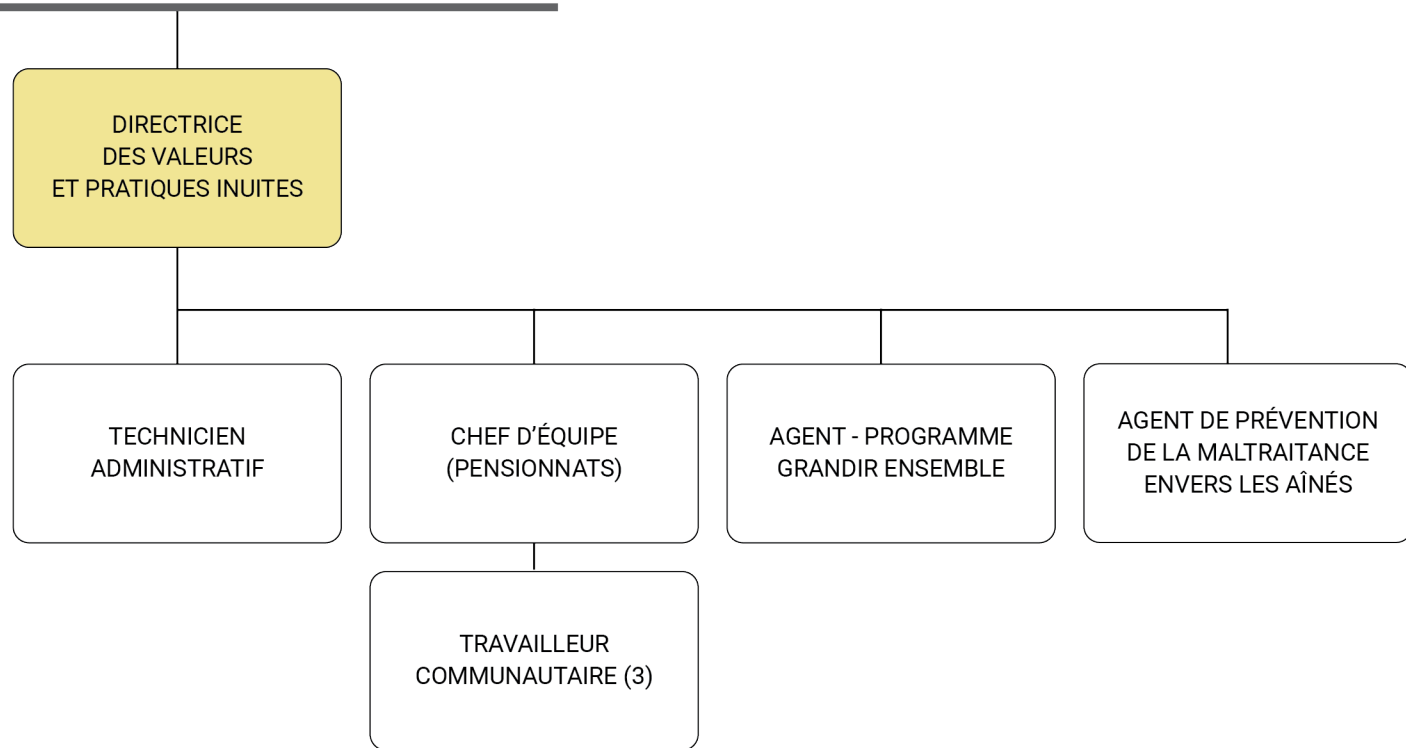 DIRECTRICE
DES VALEURS
ET PRATIQUES INUITES
TECHNICIEN
ADMINISTRATIF
CHEF D’ÉQUIPE
(PENSIONNATS)
AGENT - PROGRAMME
GRANDIR ENSEMBLE
AGENT DE PRÉVENTION
DE LA MALTRAITANCE
ENVERS LES AÎNÉS
TRAVAILLEUR
COMMUNAUTAIRE (3)